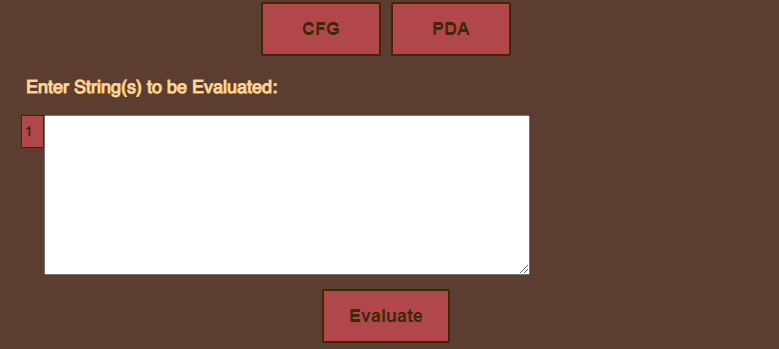 CFG PDA
Enter String(s) to be Evaluated:
1
Evaluate